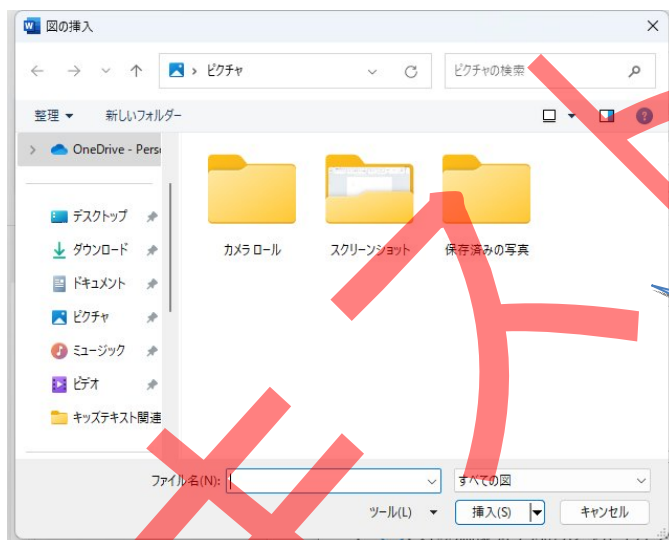 図の挿入
ピクチャ
ピクチャの検索
整理
新しいフォルダー
OneDrive - Perso
デスクトップ
ダウンロード
ドキュメント
ピクチャ
ミュージック
ビデオ
キッズテキスト関連
カメラ ロール
スクリーンショット
保存済みの写真
ファイル名(N):
すべての図
ツール(L)
挿入(S)
キャンセル